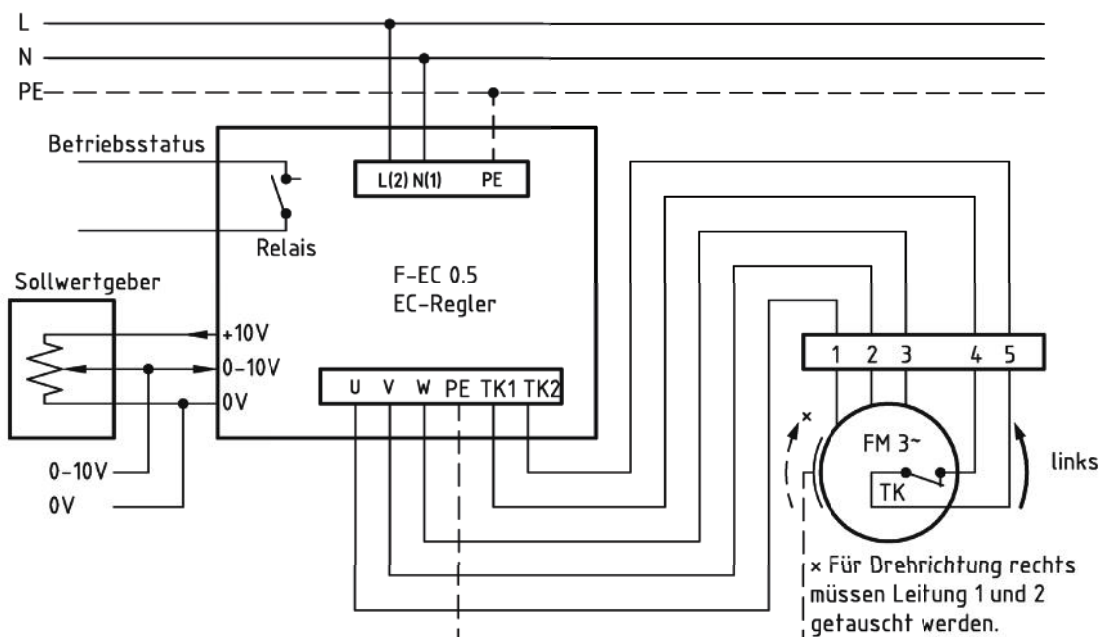 L
N
PE
Betriebsstatus
L(2) N(1) PE
Relais
F-EC 0.5
EC-Regler
Sollwertgeber
+10V
0-10V
0V
U V W PE TK1 TK2
0-10V
0V
1 2 3 4 5
×
FM 3~
TK
links
× Für Drehrichtung rechts
müssen Leitung 1 und 2
getauscht werden.